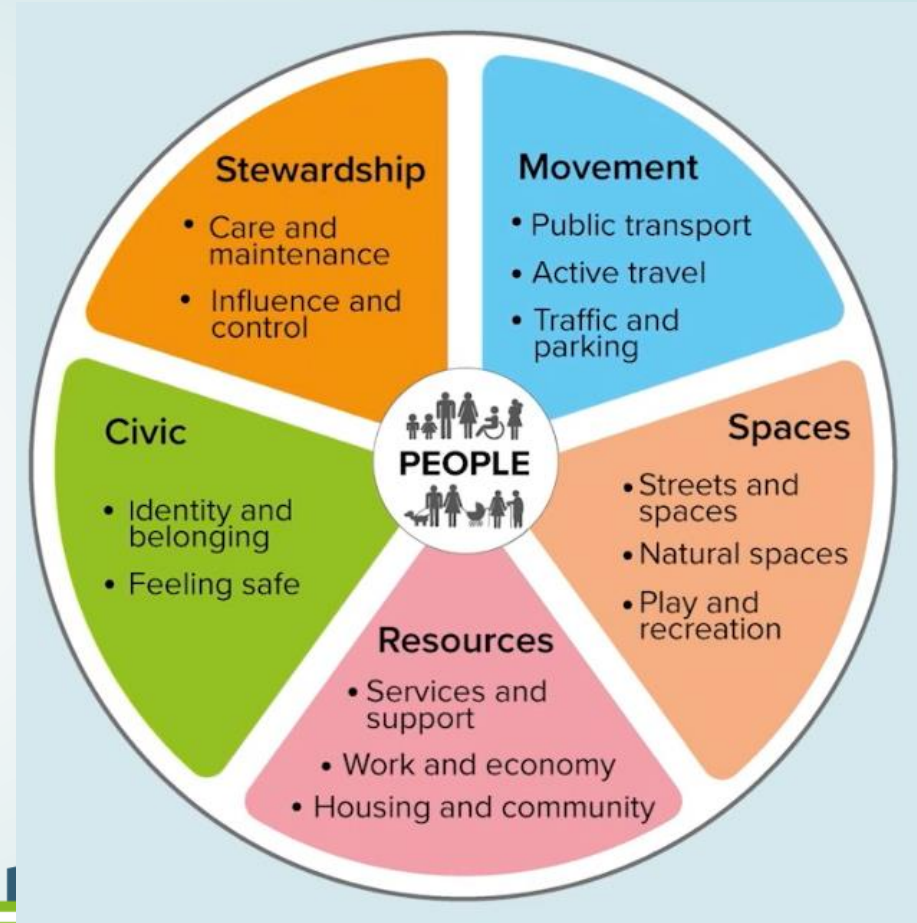 Stewardship
• Care and
maintenance
• Influence and
control
Movement
• Public transport
• Active travel
• Traffic and
parking
Civic
• Identity and
belonging
• Feeling safe
PEOPLE
Spaces
• Streets and
spaces
• Natural spaces
• Play and
recreation
Resources
• Services and
support
• Work and economy
• Housing and community